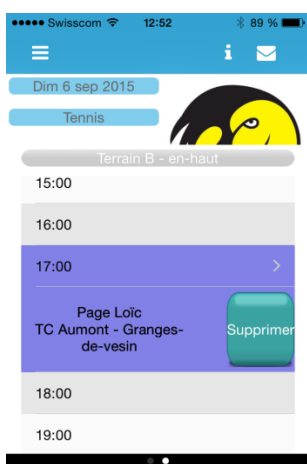 Swisscom 12:52 89 %
i
Dim 6 sep 2015
Tennis
Terrain B - en-haut
15:00
16:00
17:00
Page Loïc
TC Aumont - Granges-
de-vesin
Supprimer
18:00
19:00